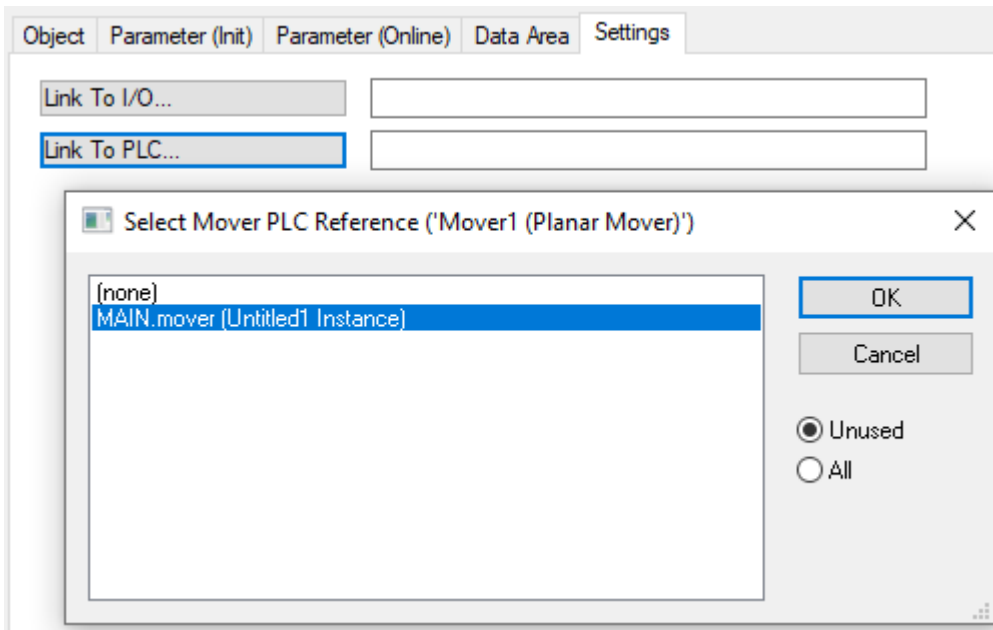 Object Parameter (Init) Parameter (Online) Data Area Settings
Link To I/O...
Link To PLC...
Select Mover PLC Reference ('Mover1 (Planar Mover)')
(none)
MAIN.mover (Untitled1 Instance)
OK
Cancel
Unused
All